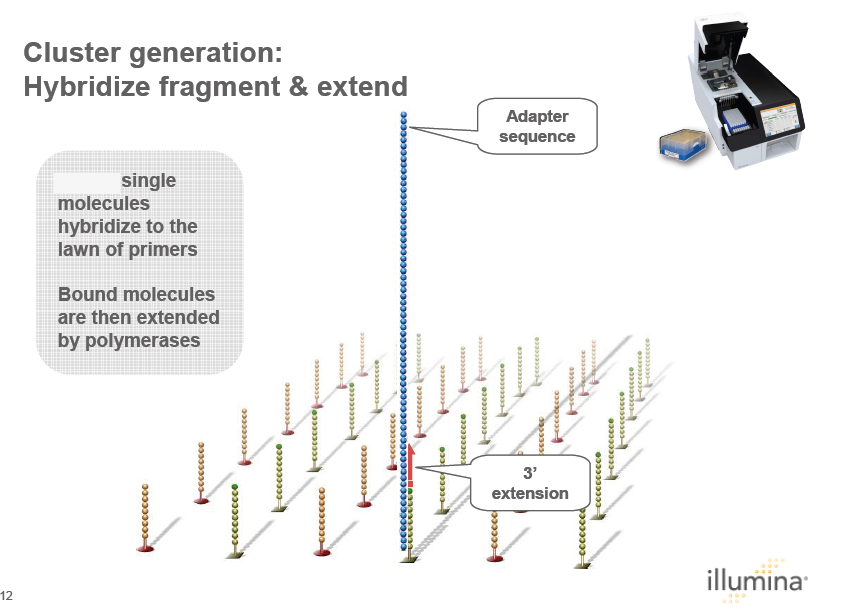 Cluster generation:
Hybridize fragment & extend
Adapter
sequence
single
molecules
hybridize to the
lawn of primers
Bound molecules
are then extended
by polymerases
3’
extension
12
illumina